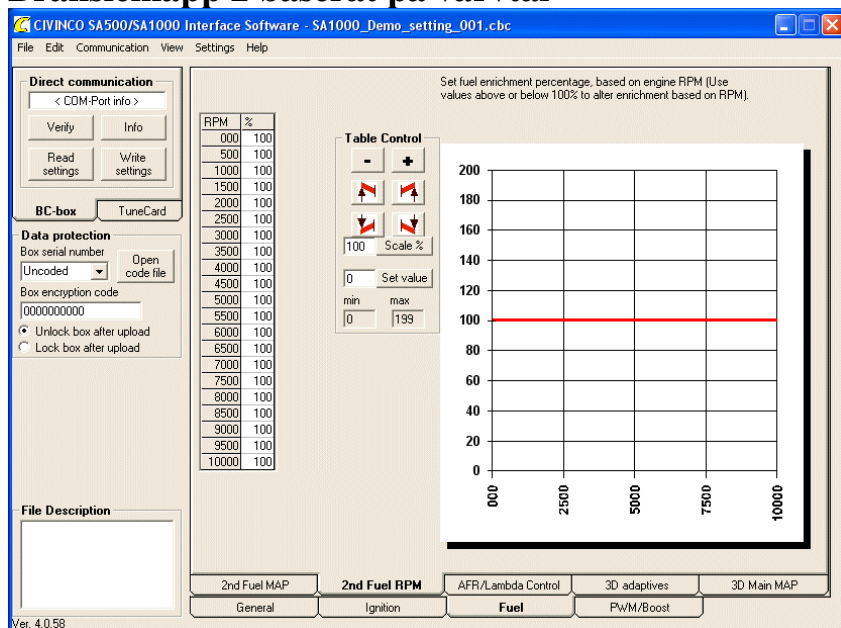 Bränslemapp 2 baserat på varvtal
CIVINCO SA500/SA1000 Interface Software - SA1000_Demo_setting_001.cbc
File Edit Communication View Settings Help
Direct communication
< COM-Port info >
Verify Info
Read settings Write settings
BC-box TuneCard
Data protection
Box serial number
Uncoded
Open code file
Box encryption code
0000000000
Unlock box after upload
Lock box after upload
File Description
Ver. 4.0.58
Set fuel enrichment percentage, based on engine RPM (Use
values above or below 100% to alter enrichment based on RPM).
RPM %
000 100
500 100
1000 100
1500 100
2000 100
2500 100
3000 100
3500 100
4000 100
4500 100
5000 100
5500 100
6000 100
6500 100
7000 100
7500 100
8000 100
8500 100
9000 100
9500 100
10000 100
Table Control
- +
100 Scale %
0 Set value
min max
0 199
200
180
160
140
120
100
80
60
40
20
0
000 2500 5000 7500 10000
2nd Fuel MAP 2nd Fuel RPM AFR/Lambda Control 3D adaptives 3D Main MAP
General Ignition Fuel PWM/Boost